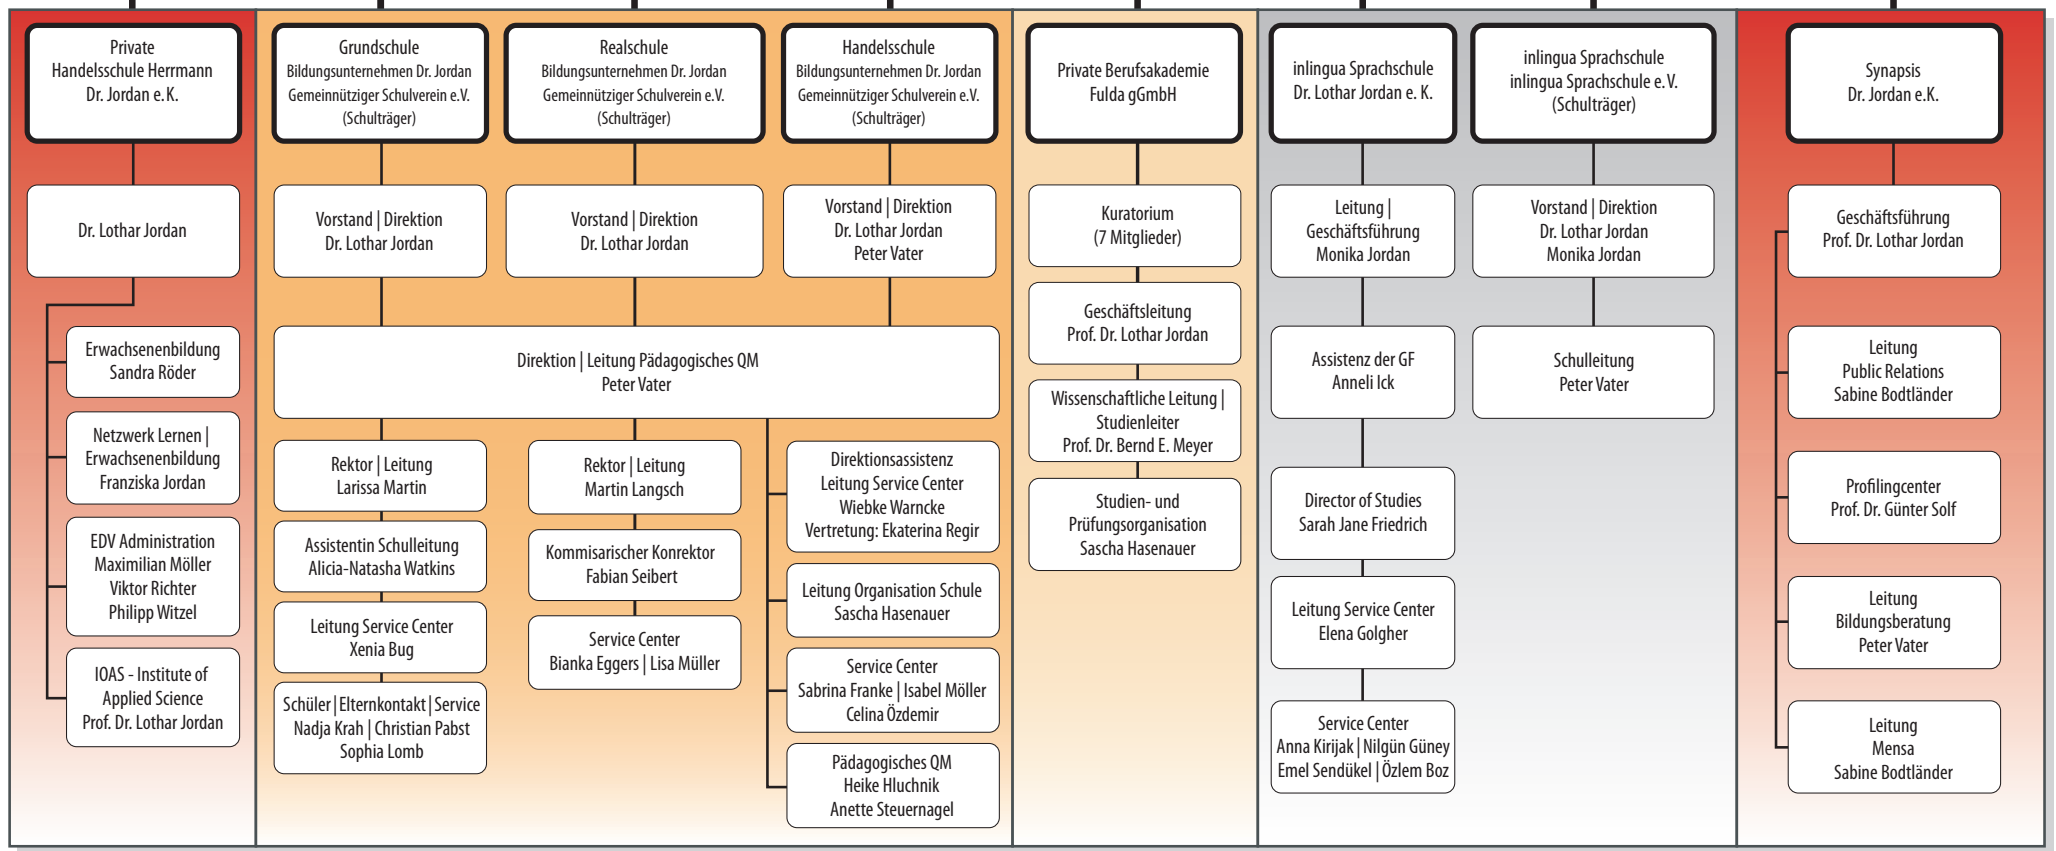 Private
Handelsschule Herrmann
Dr. Jordan e.K.
Dr. Lothar Jordan
Erwachsenenbildung
Sandra Röder
Netzwerk Lernen |
Erwachsenenbildung
Franziska Jordan
EDV Administration
Maximilian Möller
Viktor Richter
Philipp Witzel
IOAS - Institute of
Applied Science
Prof. Dr. Lothar Jordan
Grundschule
Bildungsunternehmen Dr. Jordan
Gemeinnütziger Schulverein e.V.
(Schulträger)
Vorstand | Direktion
Dr. Lothar Jordan
Realschule
Bildungsunternehmen Dr. Jordan
Gemeinnütziger Schulverein e.V.
(Schulträger)
Vorstand | Direktion
Dr. Lothar Jordan
Handelsschule
Bildungsunternehmen Dr. Jordan
Gemeinnütziger Schulverein e.V.
(Schulträger)
Vorstand | Direktion
Dr. Lothar Jordan
Peter Vater
Direktion | Leitung Pädagogisches QM
Peter Vater
Rektor | Leitung
Larissa Martin
Assistentin Schulleitung
Alicia-Natasha Watkins
Leitung Service Center
Xenia Bug
Schüler | Elternkontakt | Service
Nadja Krah | Christian Pabst
Sophia Lomb
Rektor | Leitung
Martin Langsch
Kommisarischer Konrektor
Fabian Seibert
Service Center
Bianka Eggers | Lisa Müller
Direktionsassistenz
Leitung Service Center
Wiebke Warncke
Vertretung: Ekaterina Regir
Leitung Organisation Schule
Sascha Hasenauer
Service Center
Sabrina Franke | Isabel Möller
Celina Özdemir
Pädagogisches QM
Heike Hluchnik
Anette Steuernagel
Private Berufsakademie
Fulda gGmbH
Kuratorium
(7 Mitglieder)
Geschäftsleitung
Prof. Dr. Lothar Jordan
Wissenschaftliche Leitung |
Studienleiter
Prof. Dr. Bernd E. Meyer
Studien- und
Prüfungsorganisation
Sascha Hasenauer
inlingua Sprachschule
Dr. Lothar Jordan e. K.
Leitung |
Geschäftsführung
Monika Jordan
Assistenz der GF
Anneli Ick
Director of Studies
Sarah Jane Friedrich
Leitung Service Center
Elena Golgher
Service Center
Anna Kirijak | Nilgün Güney
Emel Sendükel | Özlem Boz
inlingua Sprachschule
inlingua Sprachschule e.V.
(Schulträger)
Vorstand | Direktion
Dr. Lothar Jordan
Monika Jordan
Schulleitung
Peter Vater
Synapsis
Dr. Jordan e.K.
Geschäftsführung
Prof. Dr. Lothar Jordan
Leitung
Public Relations
Sabine Bodtländer
Profilingcenter
Prof. Dr. Günter Solf
Leitung
Bildungsberatung
Peter Vater
Leitung
Mensa
Sabine Bodtländer